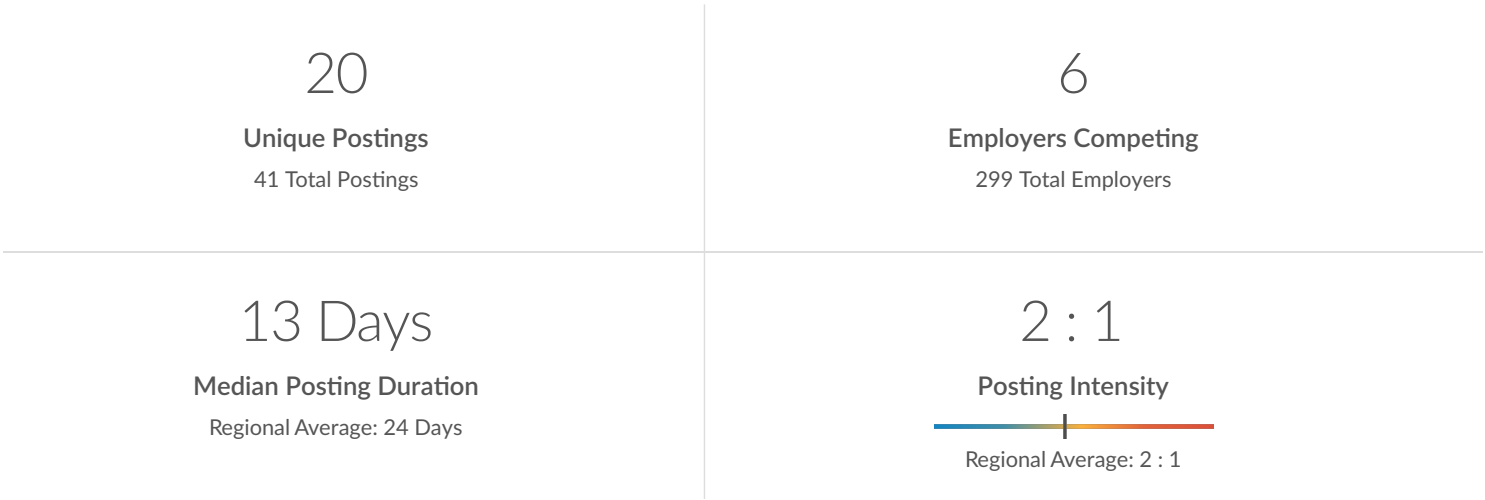 20
Unique Postings
41 Total Postings
6
Employers Competing
299 Total Employers
13 Days
Median Posting Duration
Regional Average: 24 Days
2 : 1
Posting Intensity
Regional Average: 2 : 1